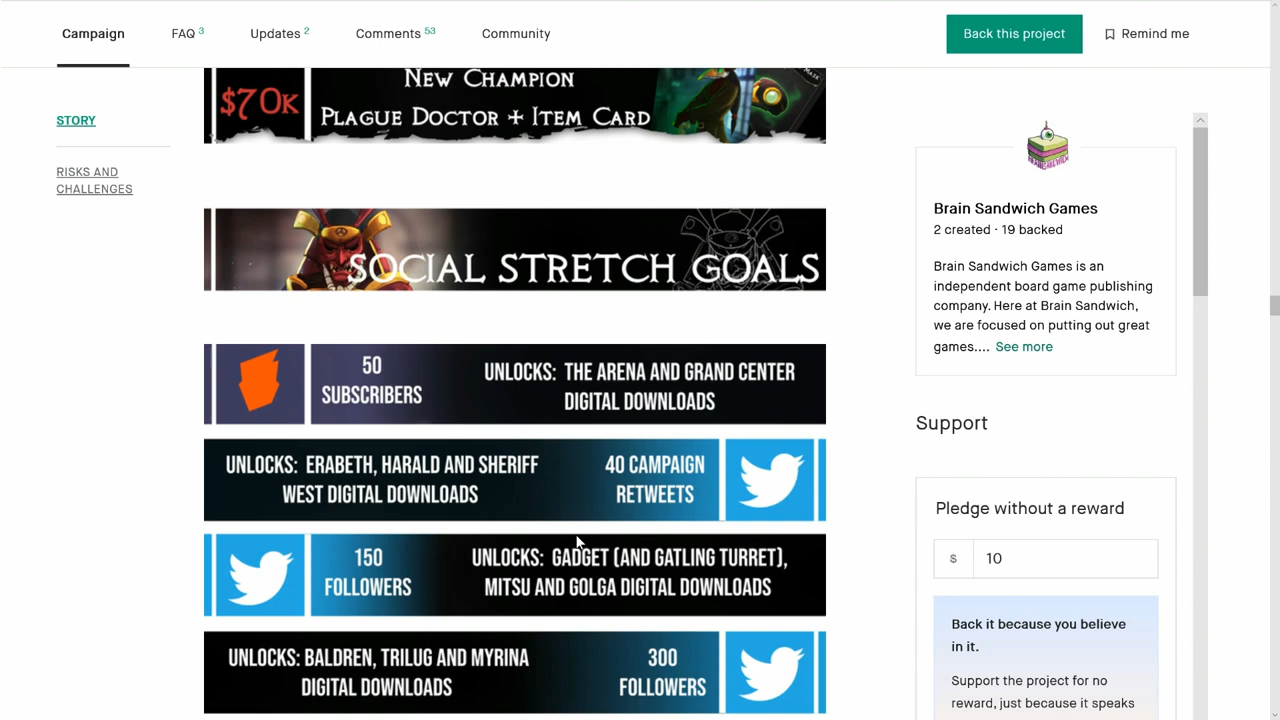 Campaign
FAQ 3
Updates 2
Comments 53
Community
Back this project
Remind me
STORY
RISKS AND
CHALLENGES
$70K
NEW CHAMPION
PLAGUE DOCTOR + ITEM CARD
SOCIAL STRETCH GOALS
50
SUBSCRIBERS
UNLOCKS: THE ARENA AND GRAND CENTER
DIGITAL DOWNLOADS
UNLOCKS: ERABETH, HARALD AND SHERIFF
WEST DIGITAL DOWNLOADS
40 CAMPAIGN
RETWEETS
150
FOLLOWERS
UNLOCKS: GADGET (AND GATLING TURRET),
MITSU AND GOLGA DIGITAL DOWNLOADS
UNLOCKS: BALDREN, TRILUG AND MYRINA
DIGITAL DOWNLOADS
300
FOLLOWERS
Brain Sandwich Games
2 created · 19 backed
Brain Sandwich Games is an
independent board game publishing
company. Here at Brain Sandwich,
we are focused on putting out great
games.... See more
Support
Pledge without a reward
$ 10
Back it because you believe
in it.
Support the project for no
reward, just because it speaks